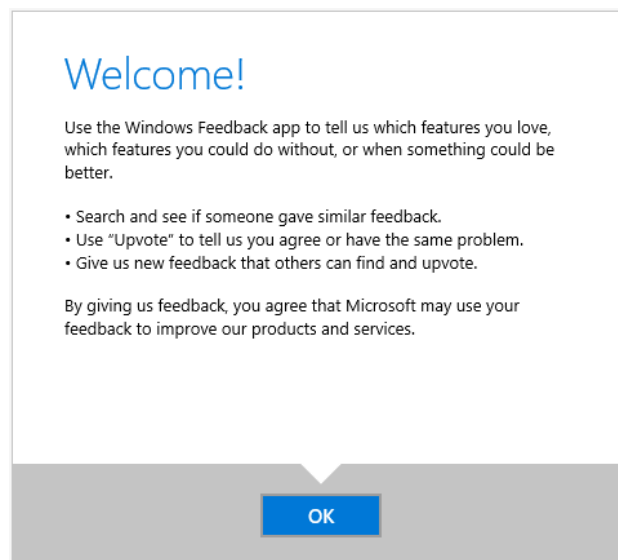 Welcome!
Use the Windows Feedback app to tell us which features you love,
which features you could do without, or when something could be
better.
• Search and see if someone gave similar feedback.
• Use “Upvote” to tell us you agree or have the same problem.
• Give us new feedback that others can find and upvote.
By giving us feedback, you agree that Microsoft may use your
feedback to improve our products and services.
OK